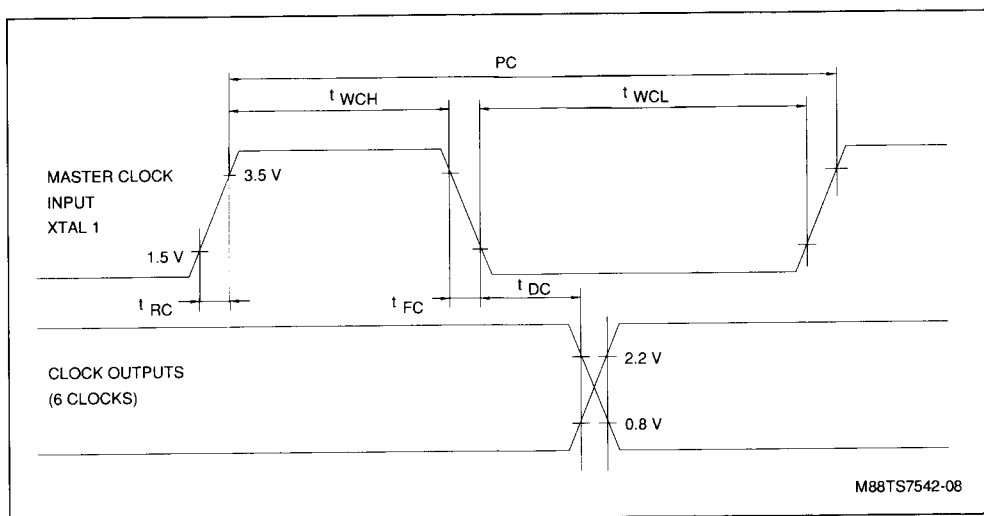 PC
t WCH
t WCL
MASTER CLOCK
INPUT
XTAL 1
3.5 V
1.5 V
t RC
t FC
t DC
CLOCK OUTPUTS
(6 CLOCKS)
2.2 V
0.8 V
M88TS7542-08